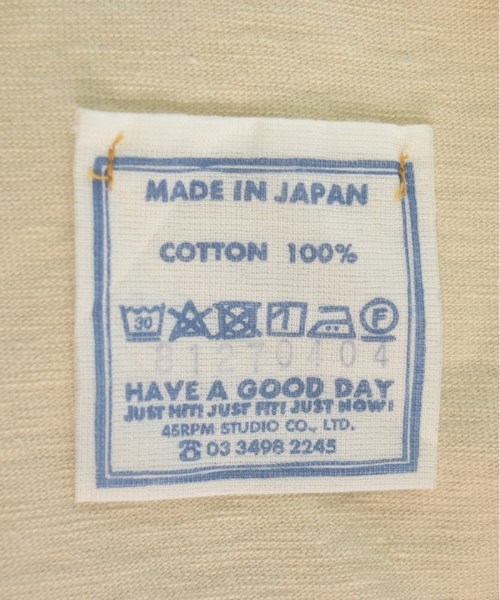 MADE IN JAPAN
COTTON 100%
30 F
81270404
HAVE A GOOD DAY
JUST HIT! JUST FIT! JUST NOW!
45RPM STUDIO CO., LTD.
☎ 03 3498 2245